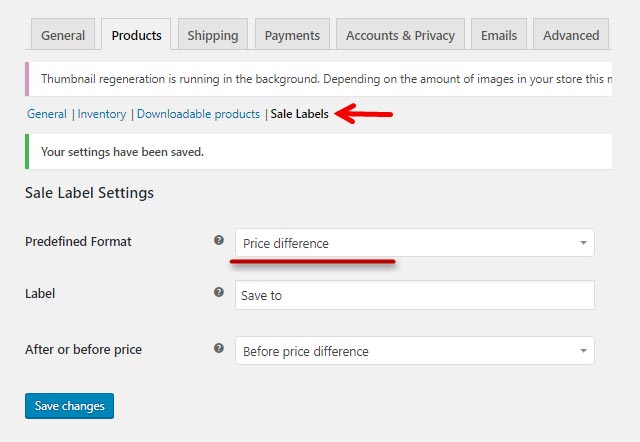 General Products Shipping Payments Accounts & Privacy Emails Advanced
Thumbnail regeneration is running in the background. Depending on the amount of images in your store this
General | Inventory | Downloadable products | Sale Labels
Your settings have been saved.
Sale Label Settings
Predefined Format ? Price difference
Label ? Save to
After or before price ? Before price difference
Save changes